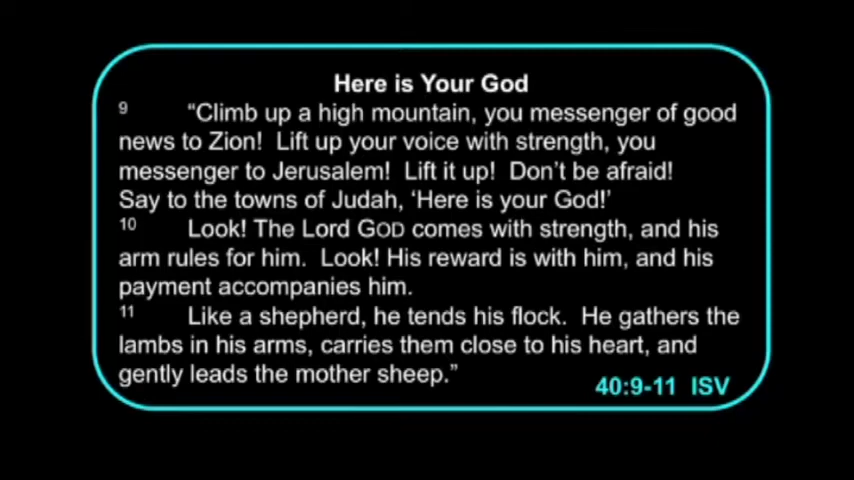 Here is Your God
9 “Climb up a high mountain, you messenger of good
news to Zion! Lift up your voice with strength, you
messenger to Jerusalem! Lift it up! Don’t be afraid!
Say to the towns of Judah, ‘Here is your God!’
10 Look! The Lord GOD comes with strength, and his
arm rules for him. Look! His reward is with him, and his
payment accompanies him.
11 Like a shepherd, he tends his flock. He gathers the
lambs in his arms, carries them close to his heart, and
gently leads the mother sheep.”
40:9-11 ISV